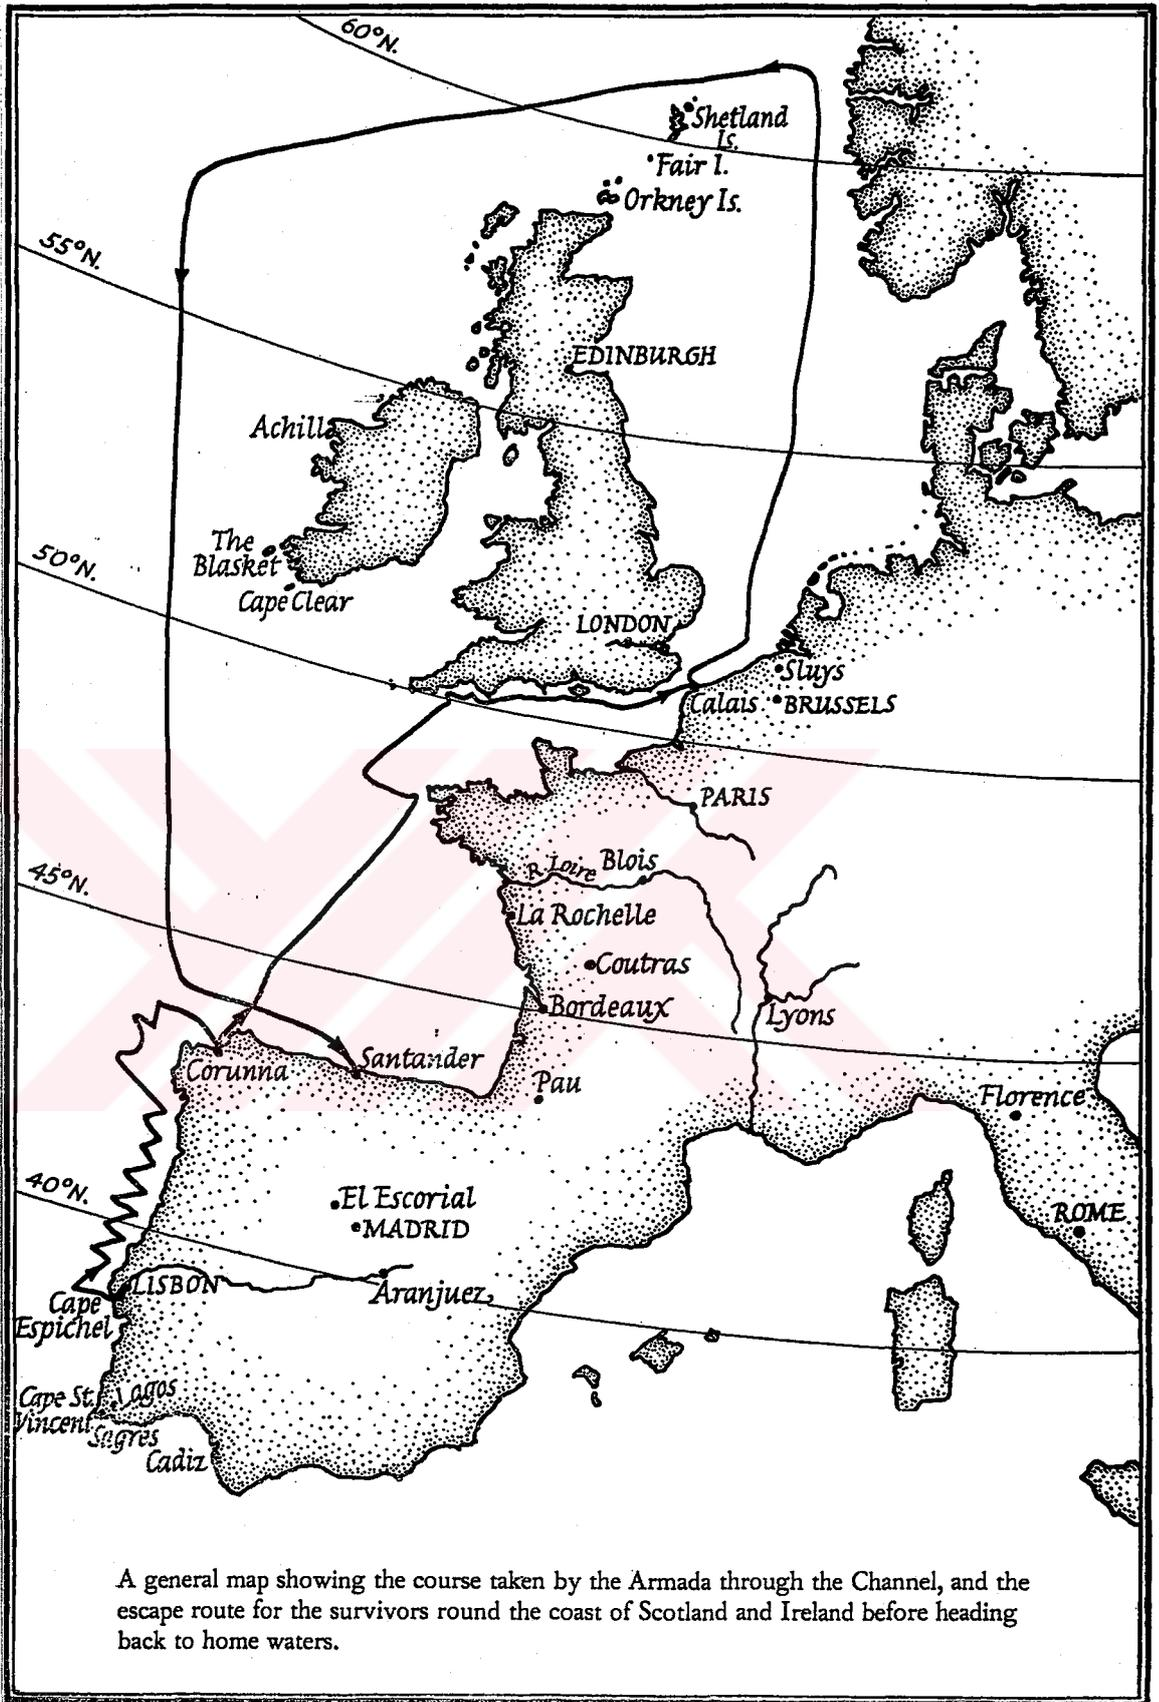 60°N.
Shetland
Is.
Fair I.
Orkney Is.
55°N.
EDINBURGH
Achill
50°N.
The
Blasket
Cape Clear
LONDON
Sluys
Calais
BRUSSELS
PARIS
45°N.
R. Loire
Blois
La Rochelle
Coutras
Bordeaux
Lyons
Corunna
Santander
Pau
Florence
40°N.
El Escorial
MADRID
ROME
LISBON
Aranjuez
Cape
Espichel
Cape St.
Vincent
Lagos
Sagres
Cadiz
A general map showing the course taken by the Armada through the Channel, and the
escape route for the survivors round the coast of Scotland and Ireland before heading
back to home waters.